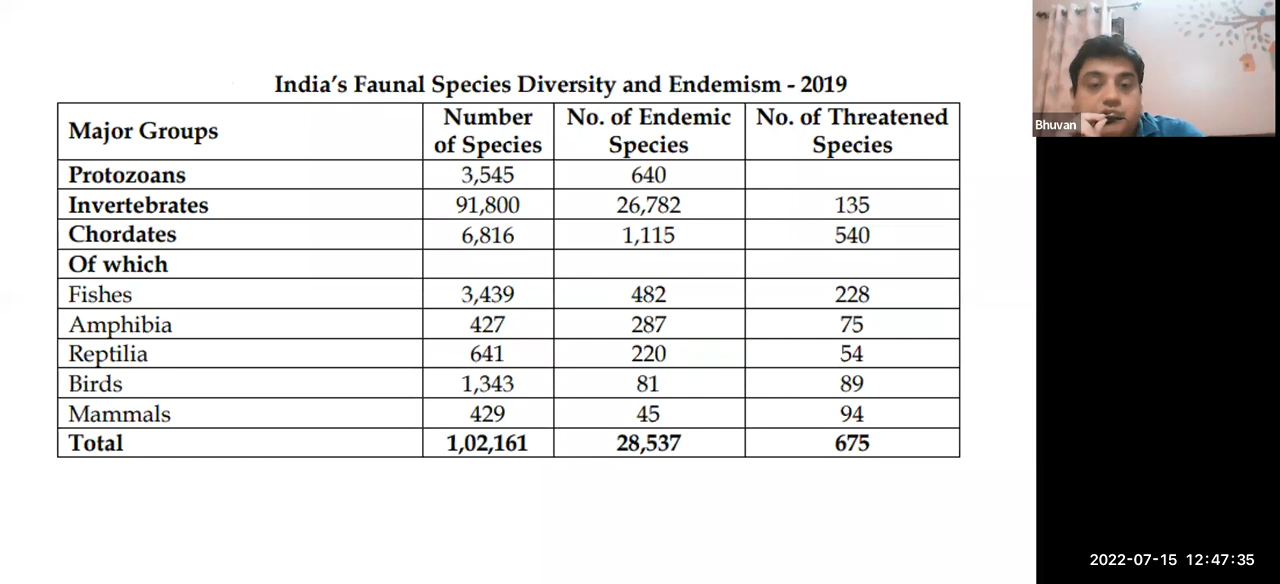 India's Faunal Species Diversity and Endemism - 2019
Major Groups Number of Species No. of Endemic Species No. of Threatened Species
Protozoans 3,545 640
Invertebrates 91,800 26,782 135
Chordates 6,816 1,115 540
Of which
Fishes 3,439 482 228
Amphibia 427 287 75
Reptilia 641 220 54
Birds 1,343 81 89
Mammals 429 45 94
Total 1,02,161 28,537 675
Bhuvan
2022-07-15 12:47:35